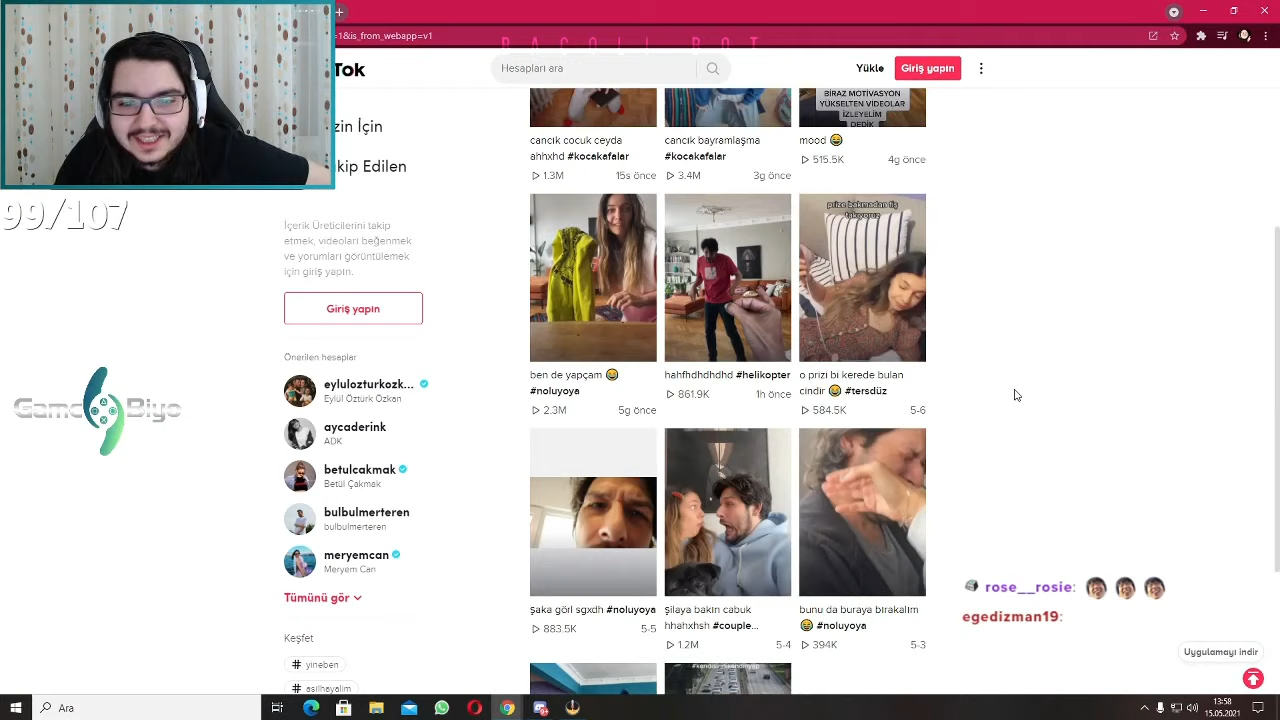 =1&is_from_webapp=v1
Tok
Hesapları ara
Yükle
Giriş yapın
zin İçin
kip Edilen
99/107
İçerik Üreticilerini takip
etmek, videoları beğenmek
ve yorumları görüntülemek
için giriş yapın.
Giriş yapın
Önerilen hesaplar
eylulozturkozk...
Eylül Öztürk Özkan
aycaderink
ADK
betulcakmak
Betül Çakmak
bulbulmerteren
bulbulmerteren
meryemcan
Meryem Can
Tümünü gör
Keşfet
# yineben
# asilhayalim
Game Biyo
cancık cocuk ceyda
ahhxhd #kocakafalar
1.3M
15s önce
cancık bayramlaşma
#kocakafalar
3.4M
3g önce
BİRAZ MOTİVASYON
YÜKSELTEN VİDEOLAR
İZLEYELİM
DEDİK
mood 😂
515.5K
4g önce
ben de yapçam 😂
#noluyoya
5g önce
hahfhdhdhdhd #helikopter
861.9K
1h önce
prize bakmadan fiş
takıyoruz
o prizi bi kerede bulan
cindir 😂 #tersdüz
584.5K
5-6
şaka görl sgxdh #noluyoya
883.5K
5-5
şilaya bakın cabuk
hhahxhsh #couple...
1.2M
5-4
bunu da buraya bırakalım
😂 #noluyoya
394K
5-3
rose__rosie:
egedizman19:
Uygulamayı indir
Ara
13:58
15.05.2021